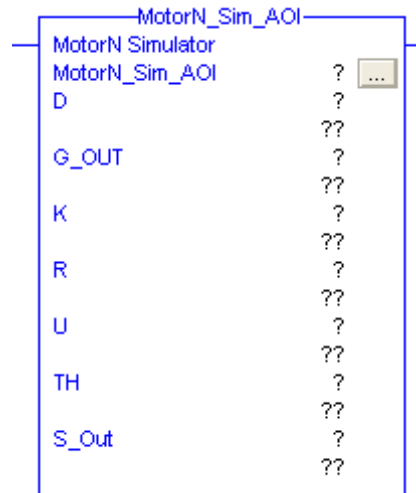 MotorN_Sim_AOI
MotorN Simulator
MotorN_Sim_AOI ? ...
D ?
??
G_OUT ?
??
K ?
??
R ?
??
U ?
??
TH ?
??
S_Out ?
??